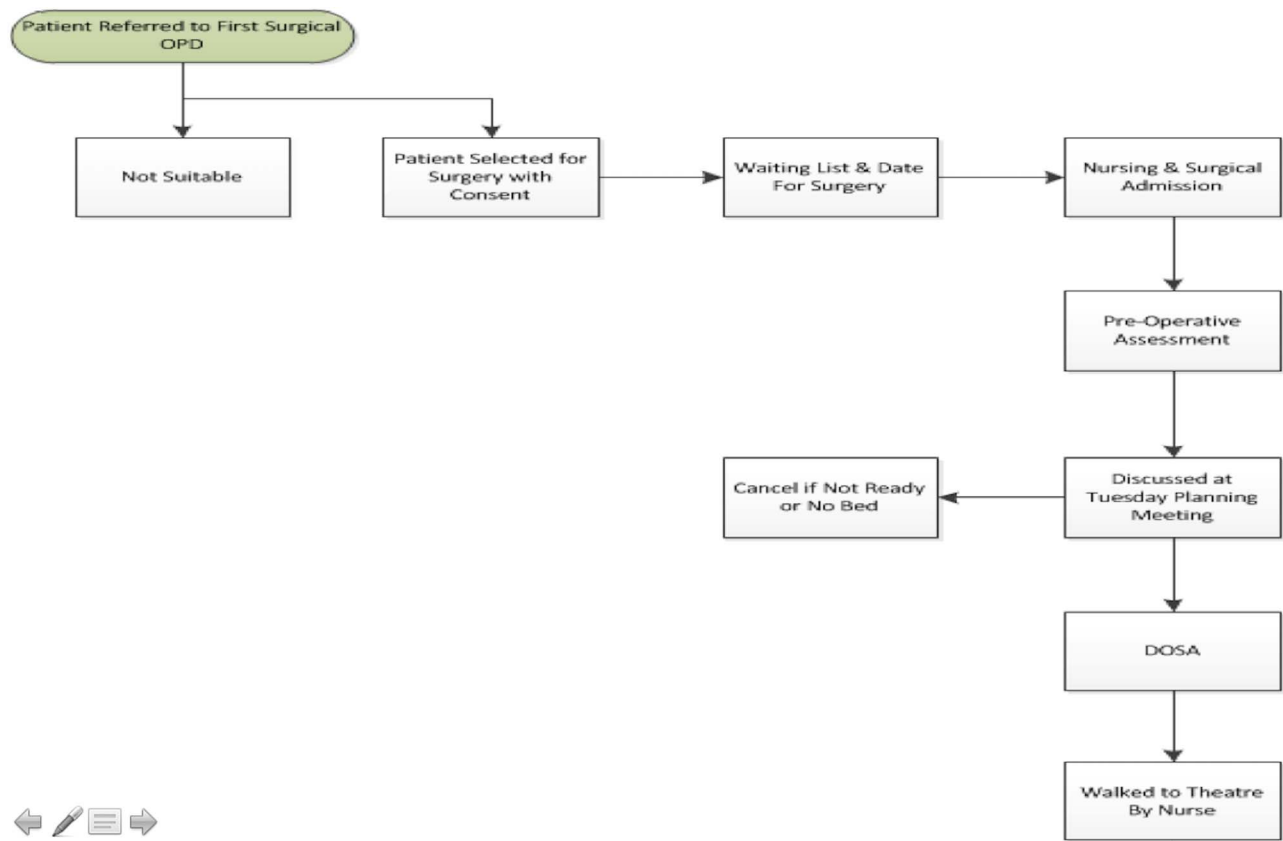 Patient Referred to First Surgical
OPD
Not Suitable
Patient Selected for
Surgery with
Consent
Waiting List & Date
For Surgery
Nursing & Surgical
Admission
Pre-Operative
Assessment
Cancel if Not Ready
or No Bed
Discussed at
Tuesday Planning
Meeting
DOSA
Walked to Theatre
By Nurse